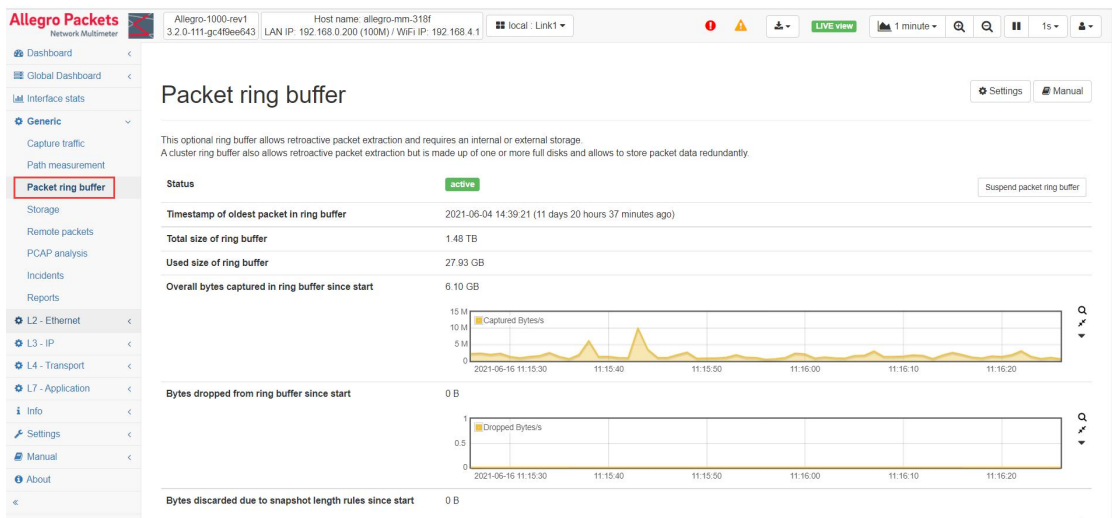 Allegro Packets
Network Multimeter
Allegro-1000-rev1
3.2.0-111-gc4f9ee643
Host name: allegro-mm-318f
LAN IP: 192.168.0.200 (100M) / WiFi IP: 192.168.4.1
local : Link1
LIVE view
1 minute
1s
Dashboard
Global Dashboard
Interface stats
Generic
Capture traffic
Path measurement
Packet ring buffer
Storage
Remote packets
PCAP analysis
Incidents
Reports
L2 - Ethernet
L3 - IP
L4 - Transport
L7 - Application
Info
Settings
Manual
About
Packet ring buffer
Settings
Manual
This optional ring buffer allows retroactive packet extraction and requires an internal or external storage.
A cluster ring buffer also allows retroactive packet extraction but is made up of one or more full disks and allows to store packet data redundantly.
Status
active
Suspend packet ring buffer
Timestamp of oldest packet in ring buffer
2021-06-04 14:39:21 (11 days 20 hours 37 minutes ago)
Total size of ring buffer
1.48 TB
Used size of ring buffer
27.93 GB
Overall bytes captured in ring buffer since start
6.10 GB
15 M
10 M
5 M
0
Captured Bytes/s
2021-06-16 11:15:30 11:15:40 11:15:50 11:16:00 11:16:10 11:16:20
Bytes dropped from ring buffer since start
0 B
1
0.5
0
Dropped Bytes/s
2021-06-16 11:15:30 11:15:40 11:15:50 11:16:00 11:16:10 11:16:20
Bytes discarded due to snapshot length rules since start
0 B